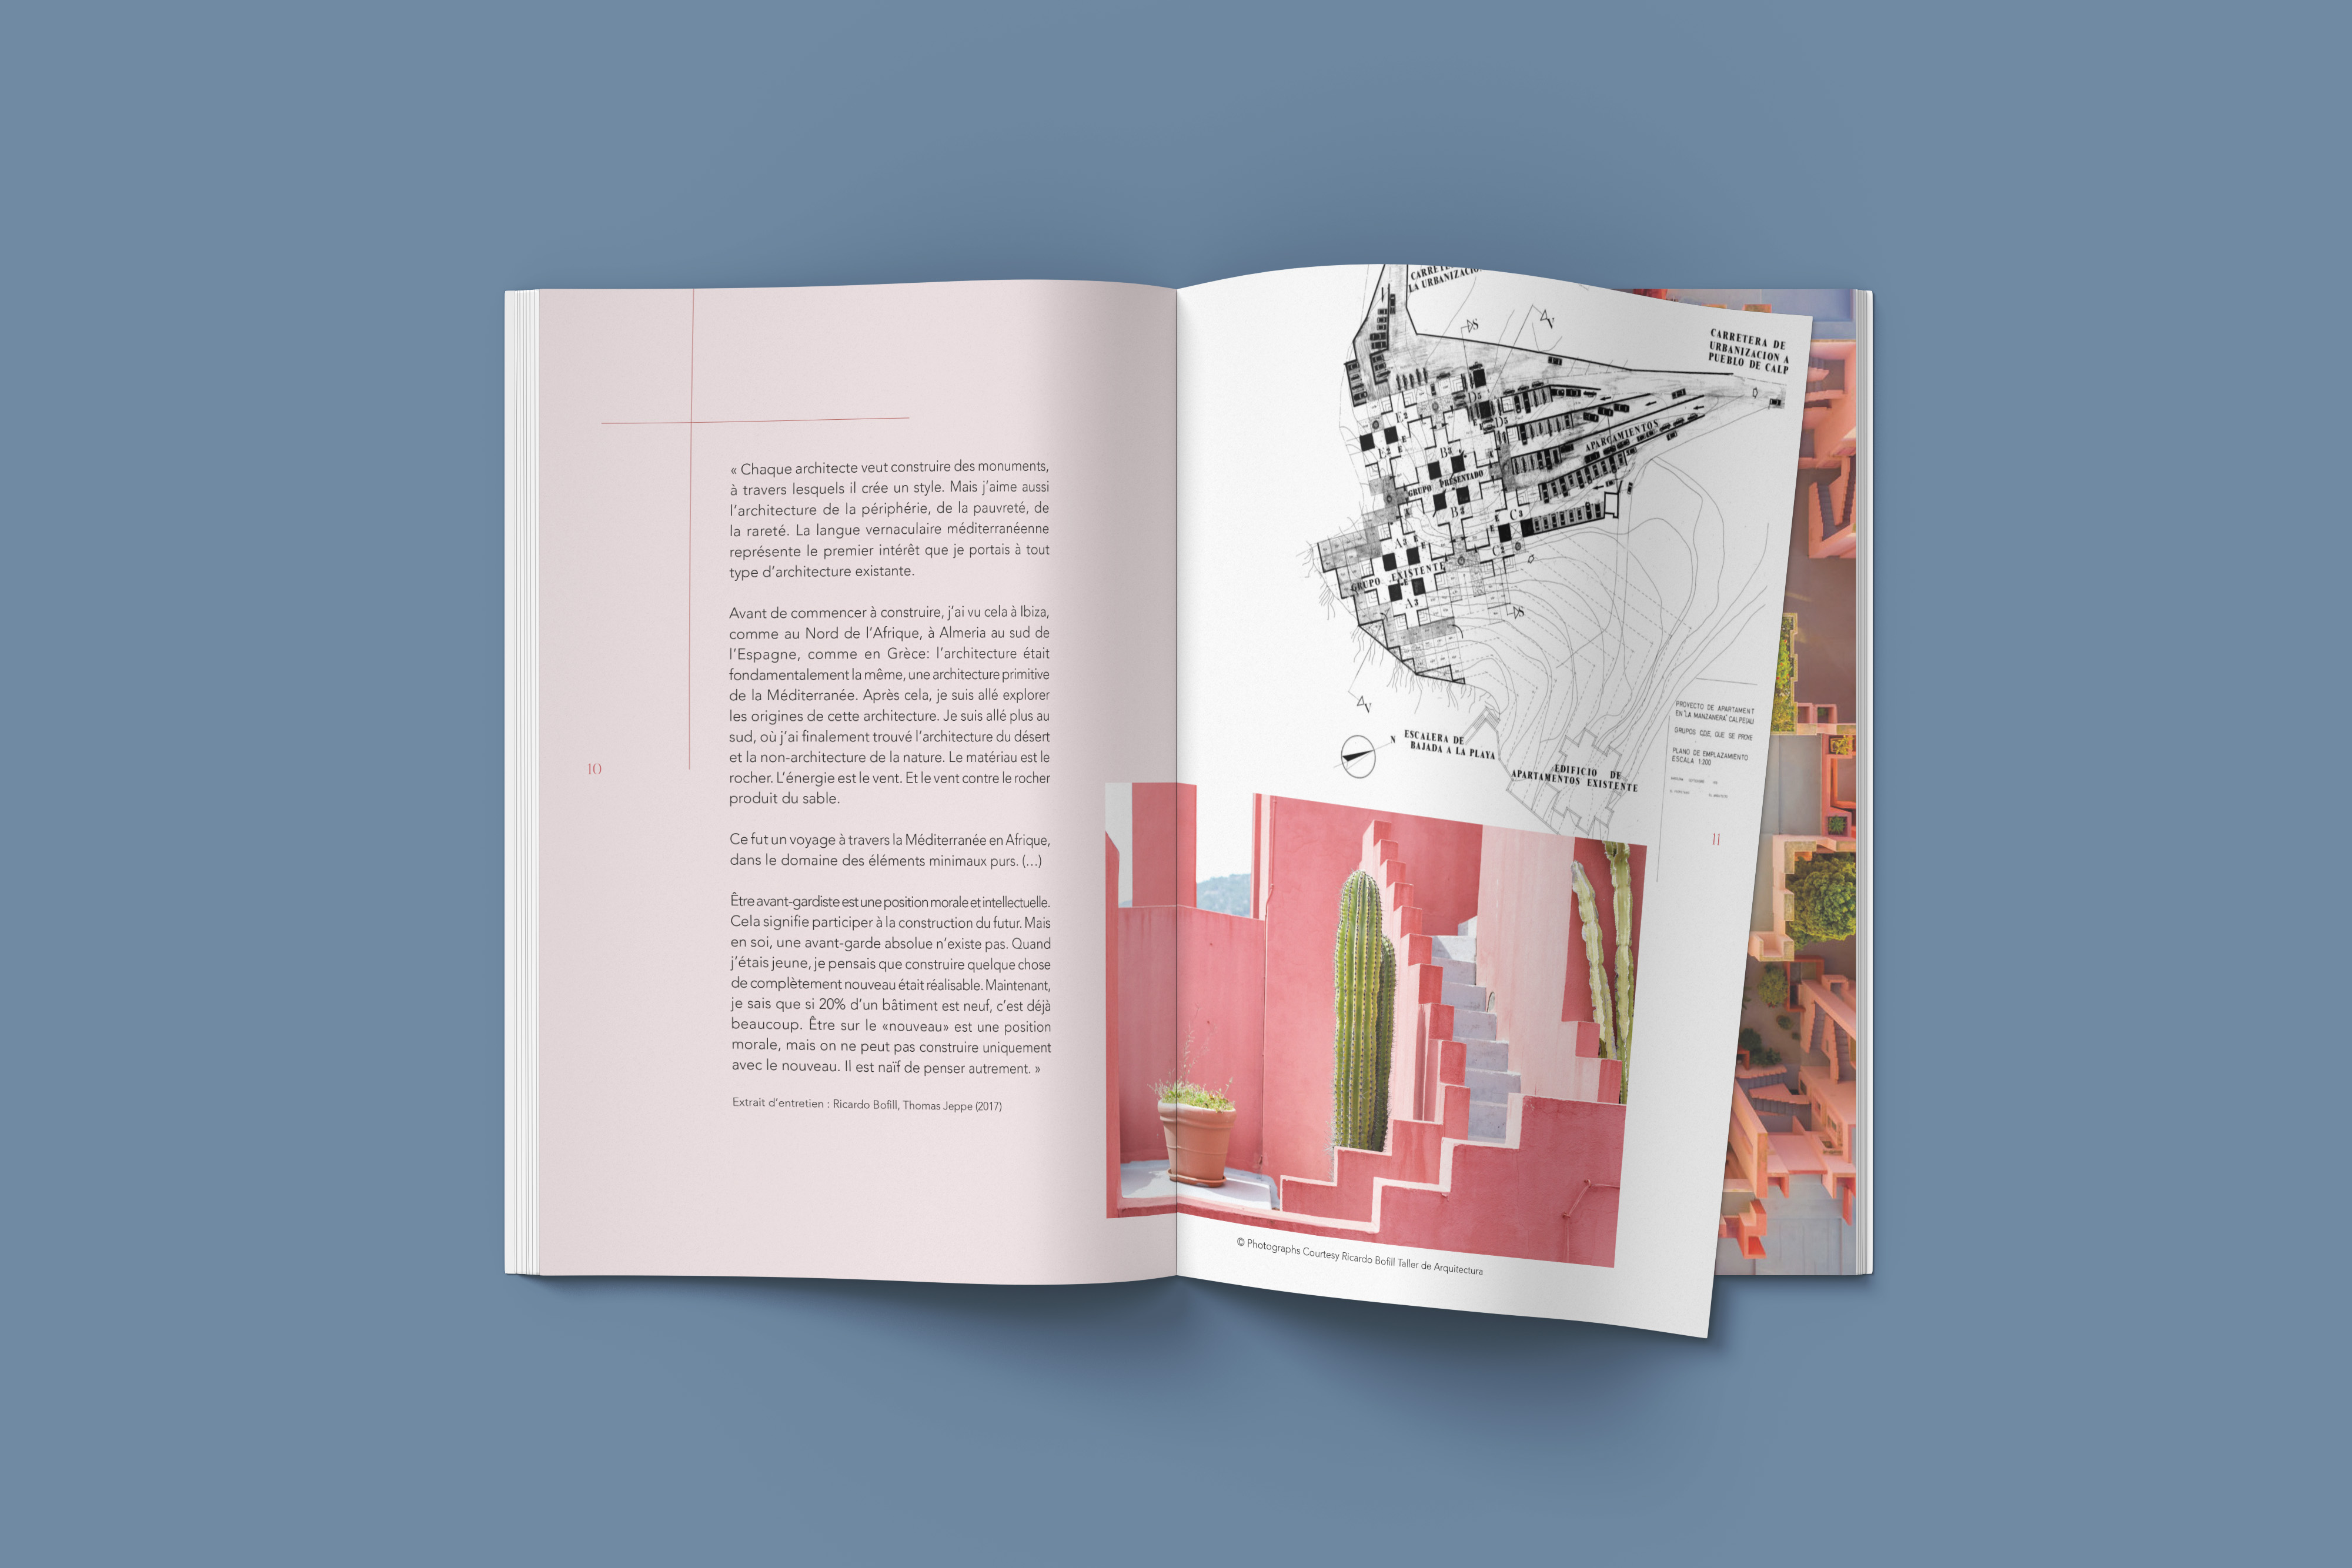 « Chaque architecte veut construire des monuments,
à travers lesquels il crée un style. Mais j'aime aussi
l'architecture de la périphérie, de la pauvreté, de
la rareté. La langue vernaculaire méditerranéenne
représente le premier intérêt que je portais à tout
type d'architecture existante.
Avant de commencer à construire, j'ai vu cela à Ibiza,
comme au Nord de l'Afrique, à Almeria au sud de
l'Espagne, comme en Grèce: l'architecture était
fondamentalement la même, une architecture primitive
de la Méditerranée. Après cela, je suis allé explorer
les origines de cette architecture. Je suis allé plus au
sud, où j'ai finalement trouvé l'architecture du désert
et la non-architecture de la nature. Le matériau est le
rocher. L'énergie est le vent. Et le vent contre le rocher
produit du sable.
Ce fut un voyage à travers la Méditerranée en Afrique,
dans le domaine des éléments minimaux purs. (...)
Être avant-gardiste est une position morale et intellectuelle.
Cela signifie participer à la construction du futur. Mais
en soi, une avant-garde absolue n'existe pas. Quand
j'étais jeune, je pensais que construire quelque chose
de complètement nouveau était réalisable. Maintenant,
je sais que si 20% d'un bâtiment est neuf, c'est déjà
beaucoup. Être sur le «nouveau» est une position
morale, mais on ne peut pas construire uniquement
avec le nouveau. Il est naïf de penser autrement. »
Extrait d'entretien : Ricardo Bofill, Thomas Jeppe (2017)
10
LA URBANIZACIO
CARRETERA DE
URBANIZACION A
PUEBLO DE CALP
S
V
D5
D5
E2
E2
B3
APARCAMIENTOS
GRUPO PRESENTADO
B3
C3
C3
A3
GRUPO EXISTENTE
A3
S
V
N
ESCALERA DE
BAJADA A LA PLAYA
EDIFICIO DE
APARTAMENTOS EXISTENTE
PROYECTO DE APARTAMENT
EN "LA MANZANERA" CALPE(AL
GRUPOS C,D,E, QUE SE PROYE
PLANO DE EMPLAZAMIENTO
ESCALA 1:200
11
© Photographs Courtesy Ricardo Bofill Taller de Arquitectura